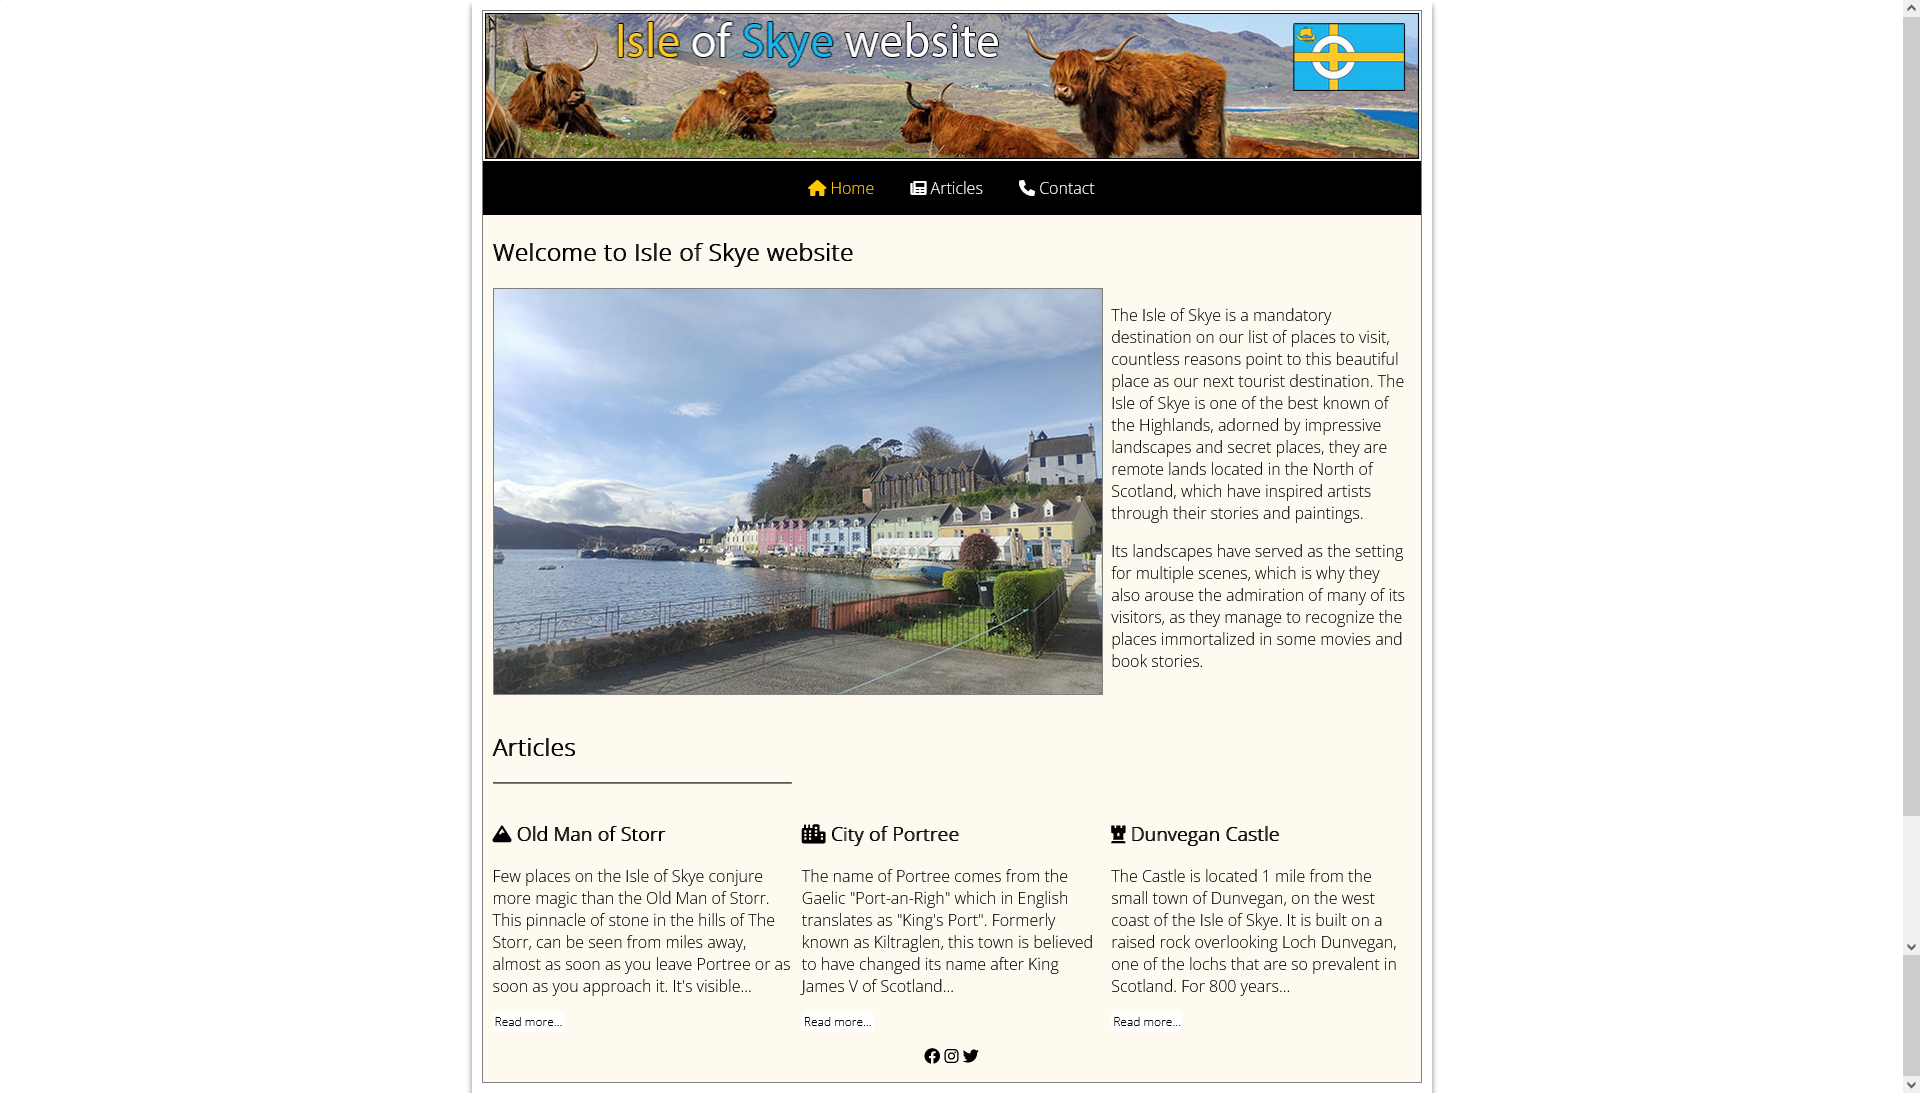 Isle of Skye website
Home
Articles
Contact
Welcome to Isle of Skye website
The Isle of Skye is a mandatory
destination on our list of places to visit,
countless reasons point to this beautiful
place as our next tourist destination. The
Isle of Skye is one of the best known of
the Highlands, adorned by impressive
landscapes and secret places, they are
remote lands located in the North of
Scotland, which have inspired artists
through their stories and paintings.
Its landscapes have served as the setting
for multiple scenes, which is why they
also arouse the admiration of many of its
visitors, as they manage to recognize the
places immortalized in some movies and
book stories.
Articles
Old Man of Storr
Few places on the Isle of Skye conjure
more magic than the Old Man of Storr.
This pinnacle of stone in the hills of The
Storr, can be seen from miles away,
almost as soon as you leave Portree or as
soon as you approach it. It's visible...
Read more...
City of Portree
The name of Portree comes from the
Gaelic "Port-an-Righ" which in English
translates as "King's Port". Formerly
known as Kiltraglen, this town is believed
to have changed its name after King
James V of Scotland...
Read more...
Dunvegan Castle
The Castle is located 1 mile from the
small town of Dunvegan, on the west
coast of the Isle of Skye. It is built on a
raised rock overlooking Loch Dunvegan,
one of the lochs that are so prevalent in
Scotland. For 800 years...
Read more...